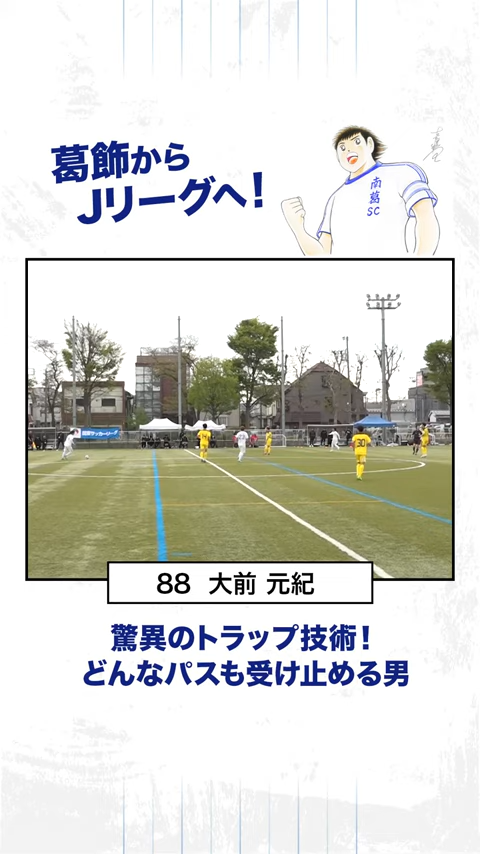 葛飾から
Jリーグへ!
南
葛
SC
30
88 大前 元紀
驚異のトラップ技術!
どんなパスも受け止める男